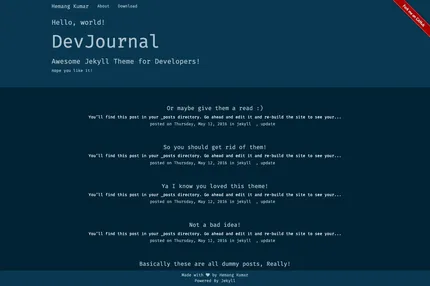 Hemang Kumar About Download
Fork me on GitHub
Hello, world!
DevJournal
Awesome Jekyll Theme for Developers!
Hope you like it!
Or maybe give them a read :)
You'll find this post in your _posts directory. Go ahead and edit it and re-build the site to see your...
posted on Thursday, May 12, 2016 in jekyll , update
So you should get rid of them!
You'll find this post in your _posts directory. Go ahead and edit it and re-build the site to see your...
posted on Thursday, May 12, 2016 in jekyll , update
Ya I know you loved this theme!
You'll find this post in your _posts directory. Go ahead and edit it and re-build the site to see your...
posted on Thursday, May 12, 2016 in jekyll , update
Not a bad idea!
You'll find this post in your _posts directory. Go ahead and edit it and re-build the site to see your...
posted on Thursday, May 12, 2016 in jekyll , update
Basically these are all dummy posts, Really!
Made with ♥ by Hemang Kumar
Powered by Jekyll